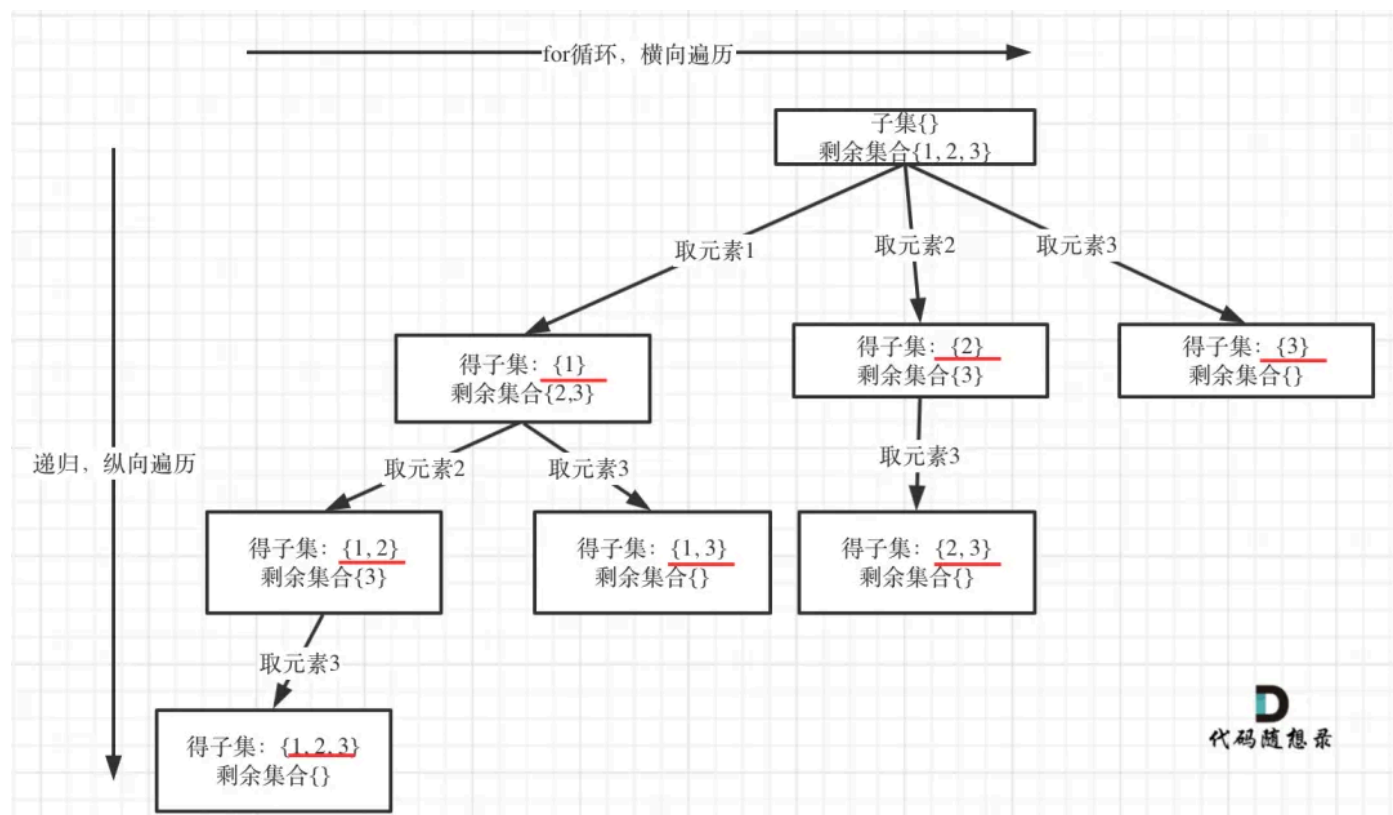 for循环，横向遍历
子集{}
剩余集合{1, 2, 3}
取元素1
取元素2
取元素3
得子集：{1}
剩余集合{2,3}
得子集：{2}
剩余集合{3}
得子集：{3}
剩余集合{}
递归，纵向遍历
取元素2
取元素3
取元素3
得子集：{1, 2}
剩余集合{3}
得子集：{1, 3}
剩余集合{}
得子集：{2, 3}
剩余集合{}
取元素3
得子集：{1, 2, 3}
剩余集合{}
代码随想录